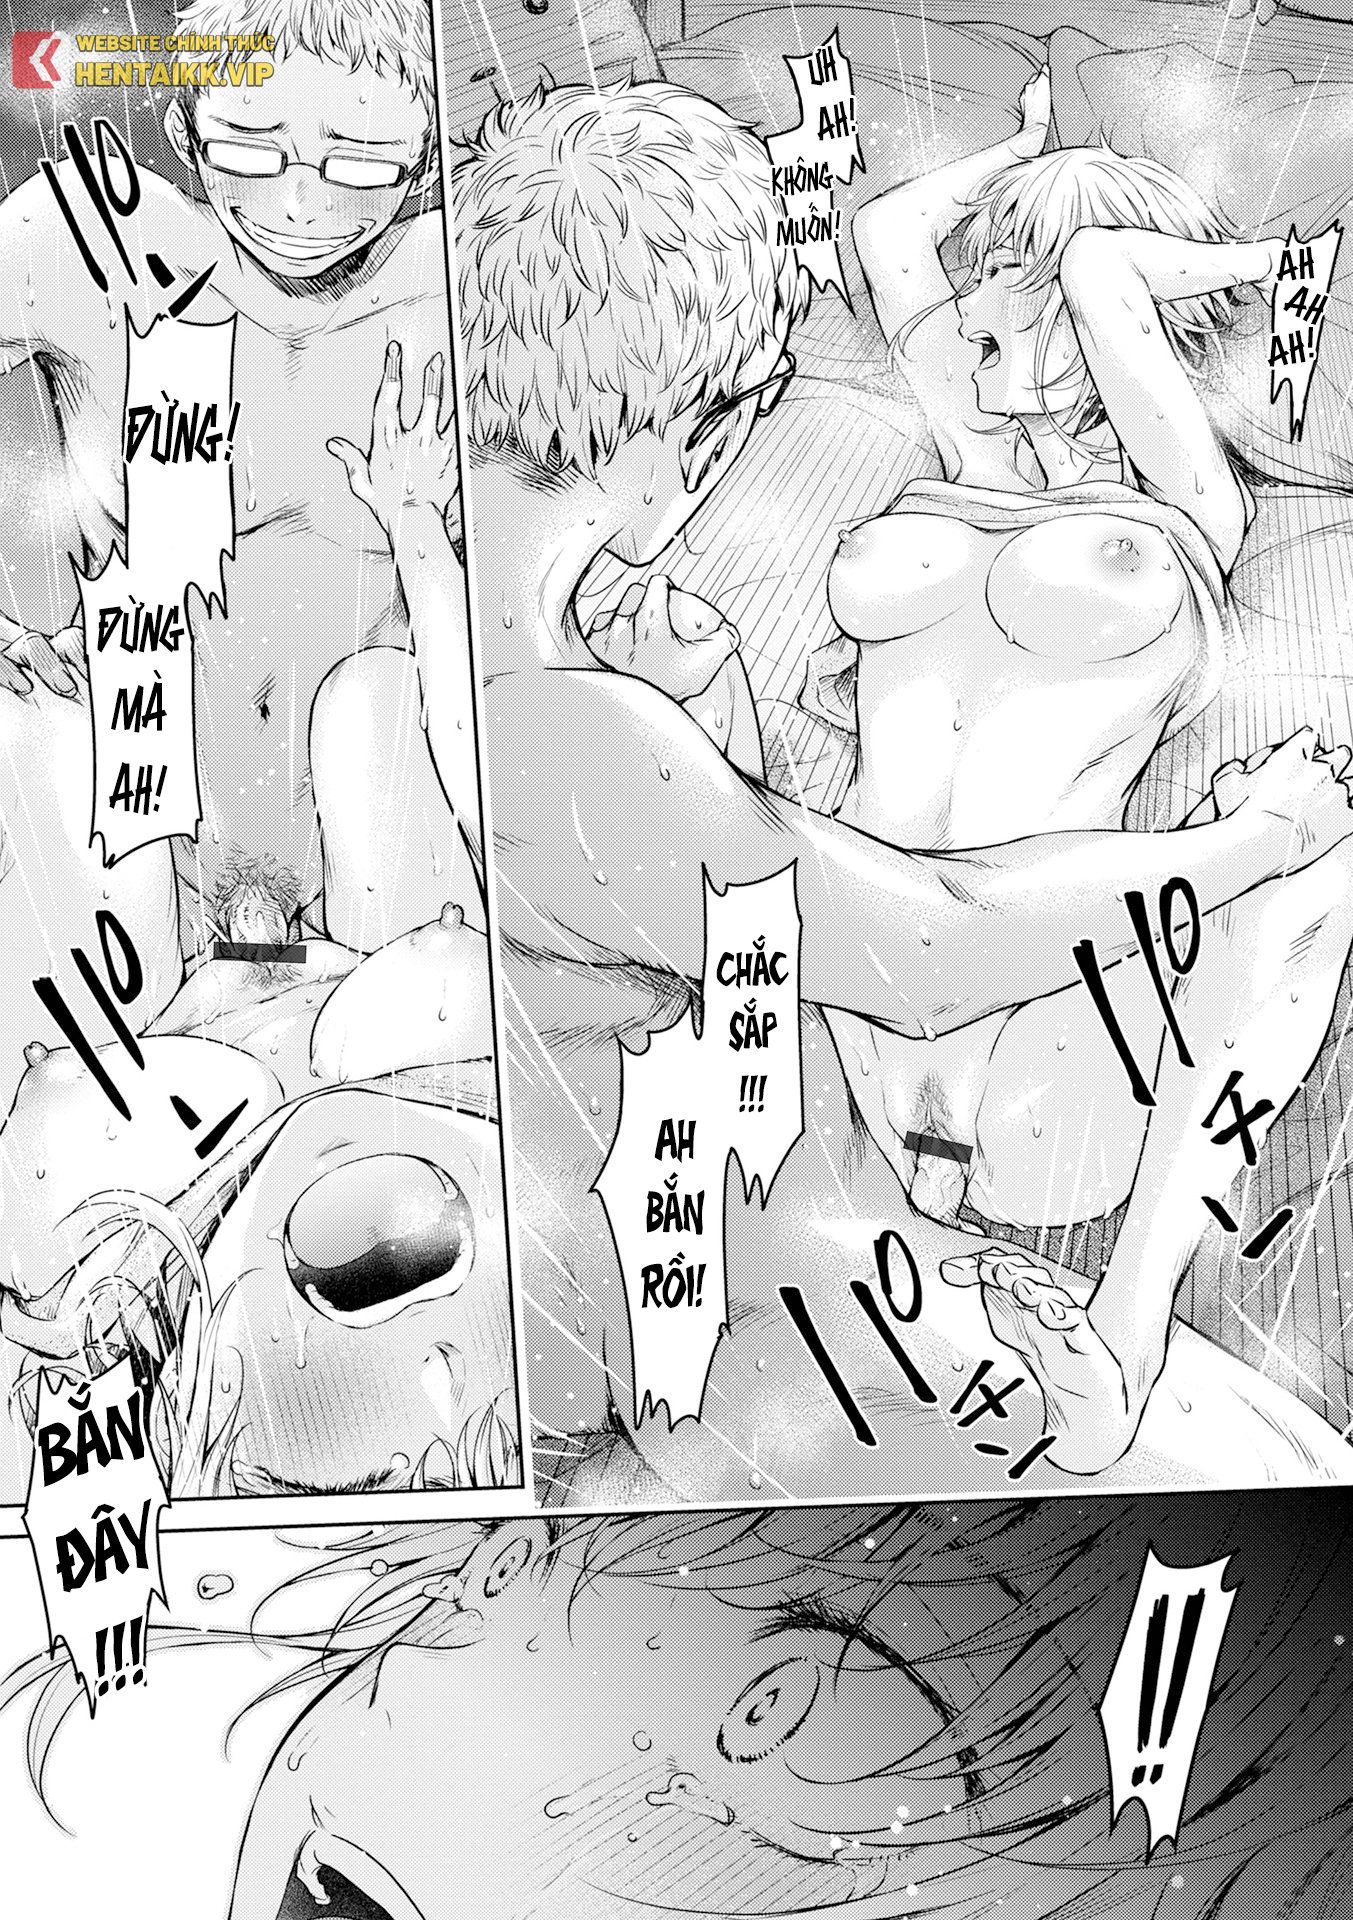 WEBSITE CHÍNH THỨC
HENTAIKK.VIP
ƯH
AH!
KHÔNG
MUỐN!
AH
AH
AH!
CHẮC
SẮP
!!!
AH
BẮN
RỒI!
ĐỪNG!
ĐỪNG
MÀ
AH!
BẮN
ĐÂY
!!!
!!